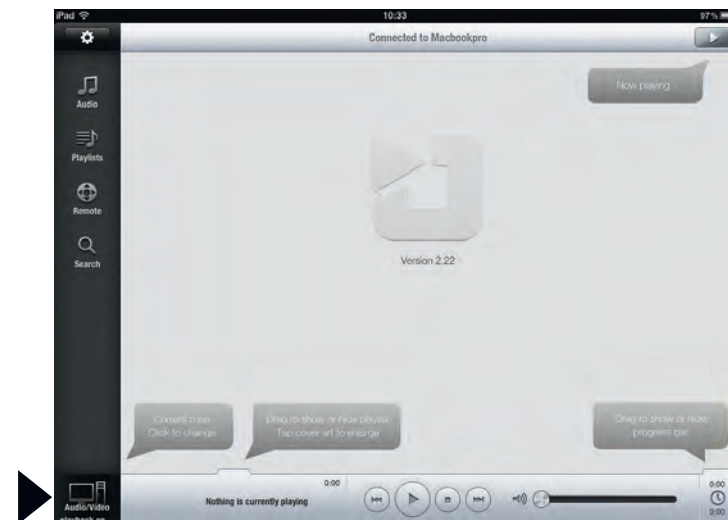 iPad
10:33
97%
Connected to Macbookpro
Now playing
Audio
Playlists
Remote
Search
Version 2.22
Current zone
Click to change
Drag to show or hide player
Tap cover art to enlarge
Drag to show or hide
progress bar
0:00
Nothing is currently playing
0:00
0:00
Audio/Video
playback on